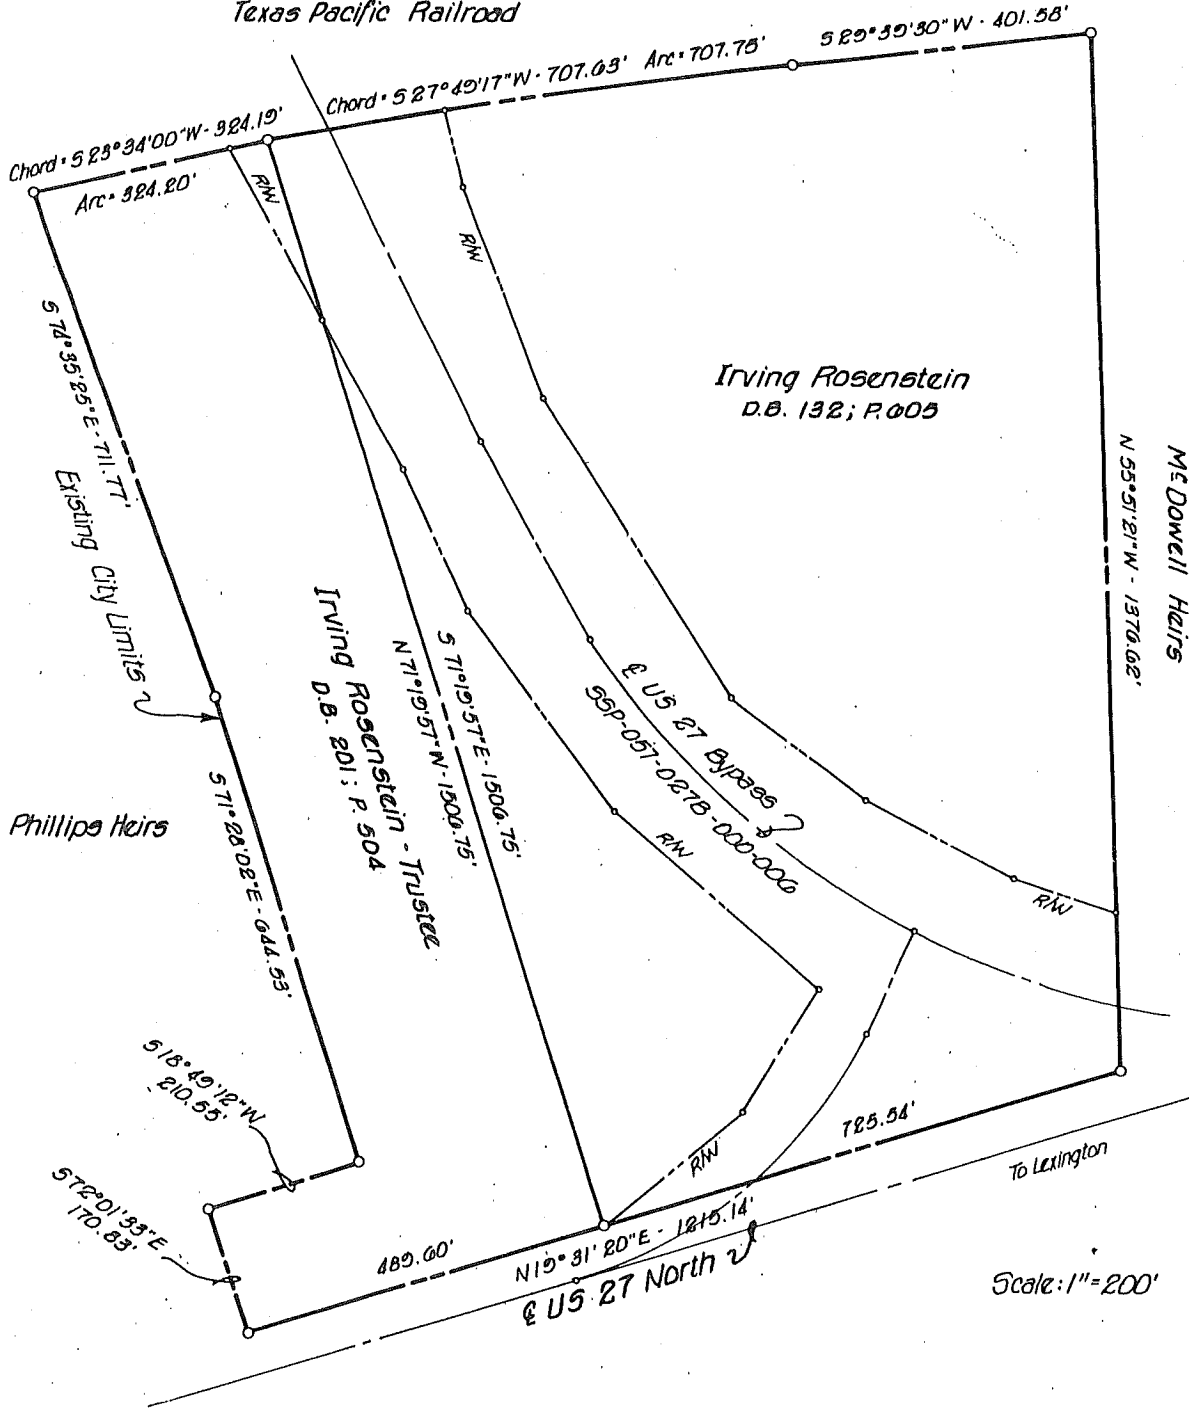 Texas Pacific Railroad
S 29°39'30" W - 401.58'
Chord = S 27°49'17" W - 707.63' Arc = 707.75'
Chord = S 23°34'00" W - 324.19'
Arc = 324.20'
R/W
R/W
S 74°35'25" E - 711.77'
Existing City Limits
Irving Rosenstein
D.B. 132; P. 605
N 55°51'21" W - 1376.62'
McDowell Heirs
Irving Rosenstein - Trustee
D.B. 201; P. 504
N 71°19'57" W - 1506.75'
S 71°19'57" E - 1506.75'
℄ US 27 Bypass
SSP-057-0278-000-006
R/W
R/W
Phillips Heirs
S 71°28'02" E - 644.53'
S 18°49'12" W
210.55'
S 72°01'33" E
170.83'
489.60'
R/W
725.54'
N 19°31'20" E - 1215.14'
℄ US 27 North
To Lexington
Scale: 1" = 200'